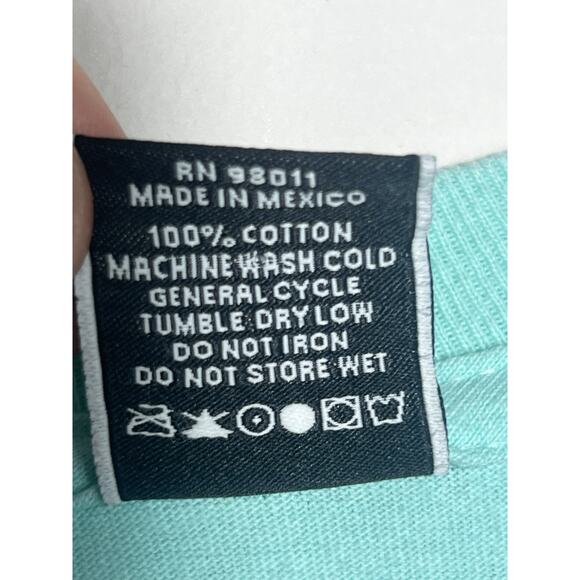 RN 98011
MADE IN MEXICO
100% COTTON
MACHINE WASH COLD
GENERAL CYCLE
TUMBLE DRY LOW
DO NOT IRON
DO NOT STORE WET